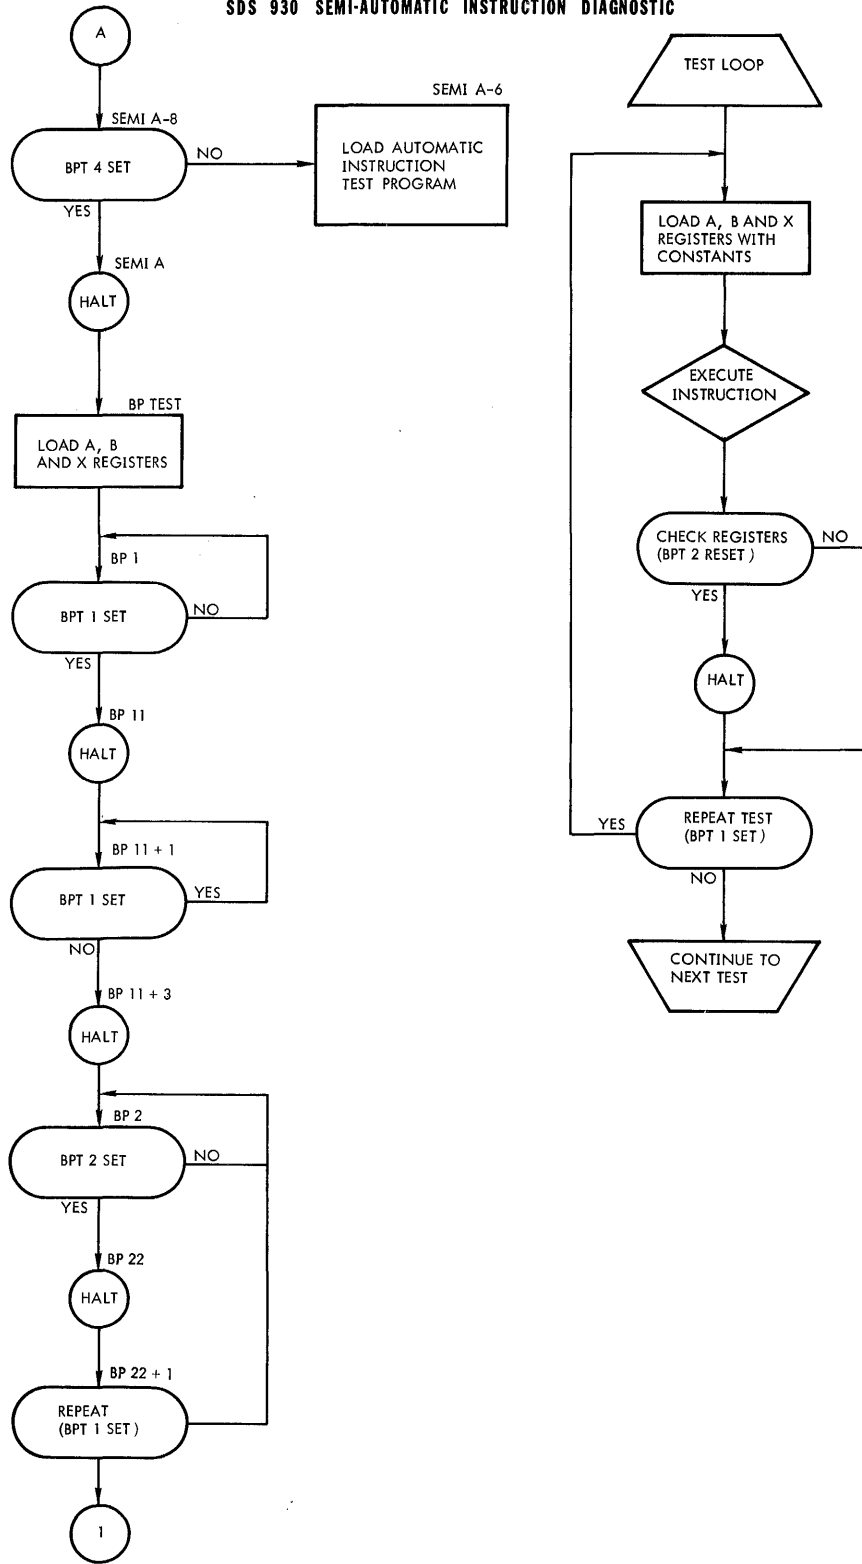 SDS 930 SEMI-AUTOMATIC INSTRUCTION DIAGNOSTIC
A
SEMI A-8
BPT 4 SET
NO
YES
SEMI A-6
LOAD AUTOMATIC
INSTRUCTION
TEST PROGRAM
SEMI A
HALT
BP TEST
LOAD A, B
AND X REGISTERS
BP 1
BPT 1 SET
NO
YES
BP 11
HALT
BP 11 + 1
BPT 1 SET
YES
NO
BP 11 + 3
HALT
BP 2
BPT 2 SET
NO
YES
BP 22
HALT
BP 22 + 1
REPEAT
(BPT 1 SET)
1
TEST LOOP
LOAD A, B AND X
REGISTERS WITH
CONSTANTS
EXECUTE
INSTRUCTION
CHECK REGISTERS
(BPT 2 RESET)
NO
YES
HALT
REPEAT TEST
(BPT 1 SET)
YES
NO
CONTINUE TO
NEXT TEST